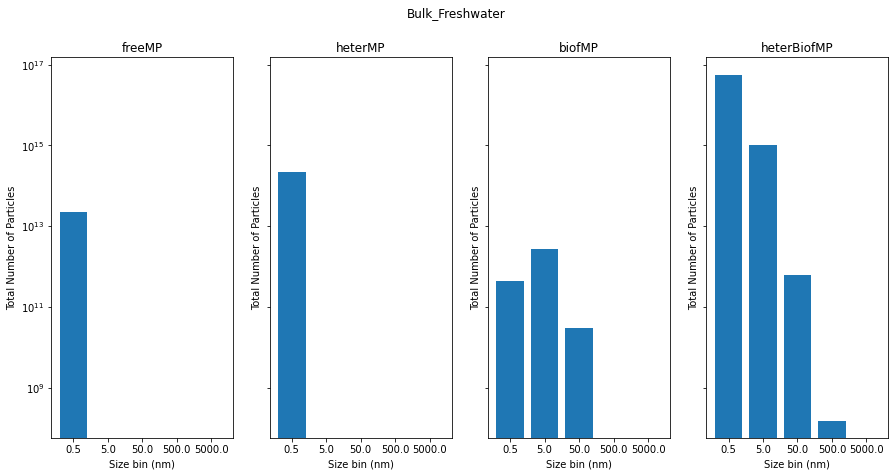 Bulk_Freshwater
freeMP
heterMP
biofMP
heterBiofMP
Total Number of Particles
10^17
10^15
10^13
10^11
10^9
0.5 5.0 50.0 500.0 5000.0
Size bin (nm)
Total Number of Particles
0.5 5.0 50.0 500.0 5000.0
Size bin (nm)
Total Number of Particles
0.5 5.0 50.0 500.0 5000.0
Size bin (nm)
Total Number of Particles
0.5 5.0 50.0 500.0 5000.0
Size bin (nm)